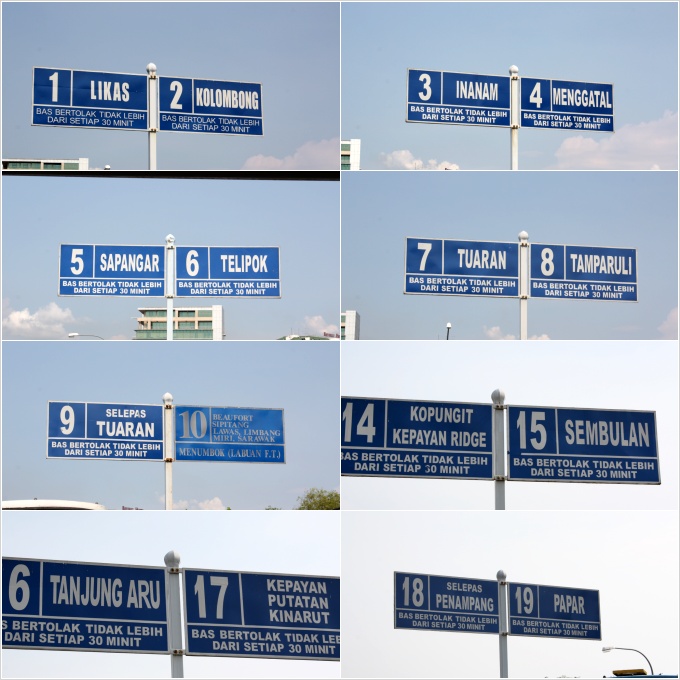 1 LIKAS
BAS BERTOLAK TIDAK LEBIH
DARI SETIAP 30 MINIT
2 KOLOMBONG
BAS BERTOLAK TIDAK LEBIH
DARI SETIAP 30 MINIT
3 INANAM
BAS BERTOLAK TIDAK LEBIH
DARI SETIAP 30 MINIT
4 MENGGATAL
BAS BERTOLAK TIDAK LEBIH
DARI SETIAP 30 MINIT
5 SAPANGAR
BAS BERTOLAK TIDAK LEBIH
DARI SETIAP 30 MINIT
6 TELIPOK
BAS BERTOLAK TIDAK LEBIH
DARI SETIAP 30 MINIT
7 TUARAN
BAS BERTOLAK TIDAK LEBIH
DARI SETIAP 30 MINIT
8 TAMPARULI
BAS BERTOLAK TIDAK LEBIH
DARI SETIAP 30 MINIT
9 SELEPAS
TUARAN
BAS BERTOLAK TIDAK LEBIH
DARI SETIAP 30 MINIT
10 BEAUFORT
SIPITANG
LAWAS, LIMBANG
MIRI, SARAWAK
MENUMBOK (LABUAN F.T.)
14 KOPUNGIT
KEPAYAN RIDGE
BAS BERTOLAK TIDAK LEBIH
DARI SETIAP 30 MINIT
15 SEMBULAN
BAS BERTOLAK TIDAK LEBIH
DARI SETIAP 30 MINIT
6 TANJUNG ARU
S BERTOLAK TIDAK LEBIH
DARI SETIAP 30 MINIT
17 KEPAYAN
PUTATAN
KINARUT
BAS BERTOLAK TIDAK LE
DARI SETIAP 30 MINIT
18 SELEPAS
PENAMPANG
BAS BERTOLAK TIDAK LEBIH
DARI SETIAP 30 MINIT
19 PAPAR
BAS BERTOLAK TIDAK LEBIH
DARI SETIAP 30 MINIT